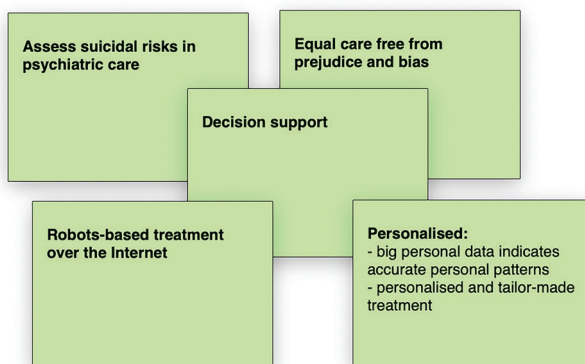 Assess suicidal risks in
psychiatric care
Equal care free from
prejudice and bias
Decision support
Robots-based treatment
over the Internet
Personalised:
- big personal data indicates
accurate personal patterns
- personalised and tailor-made
treatment